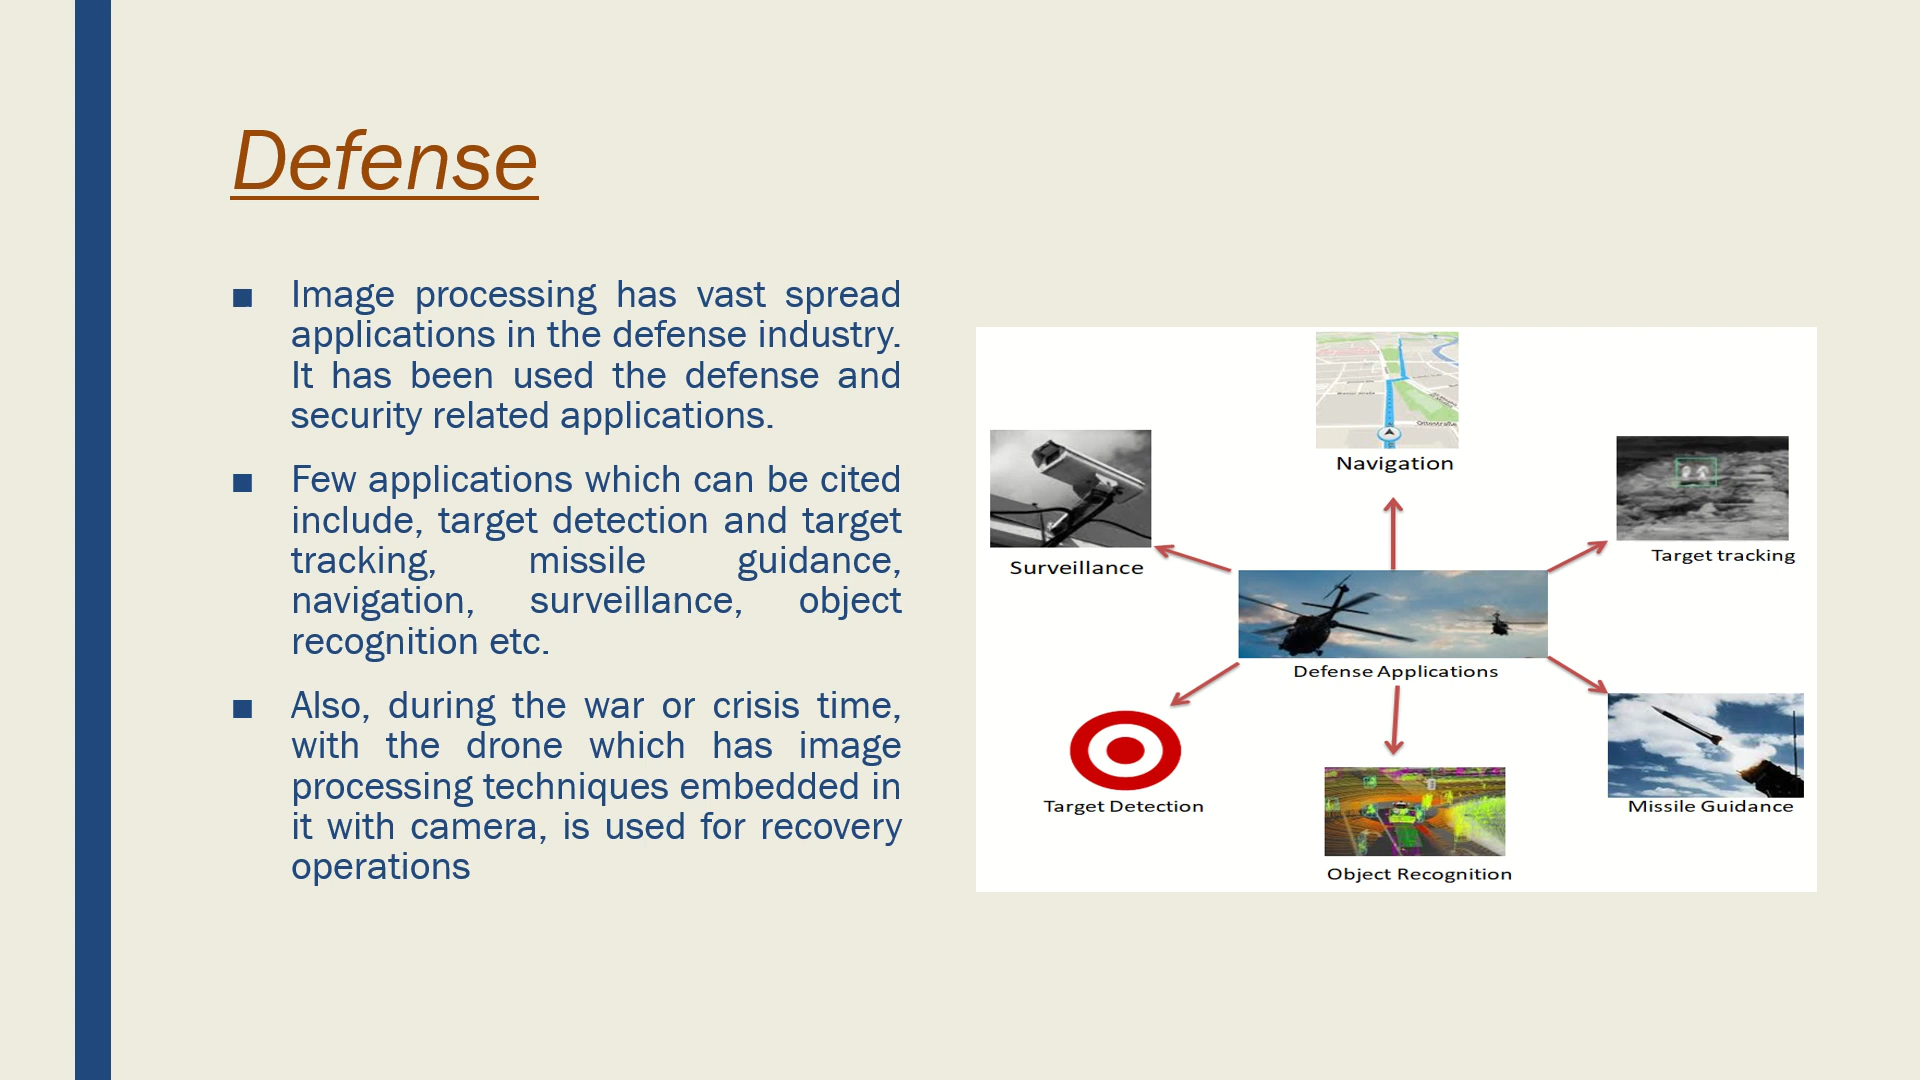 Defense
■ Image processing has vast spread
applications in the defense industry.
It has been used the defense and
security related applications.
■ Few applications which can be cited
include, target detection and target
tracking, missile guidance,
navigation, surveillance, object
recognition etc.
■ Also, during the war or crisis time,
with the drone which has image
processing techniques embedded in
it with camera, is used for recovery
operations
Navigation
Surveillance
Target tracking
Defense Applications
Target Detection
Missile Guidance
Object Recognition